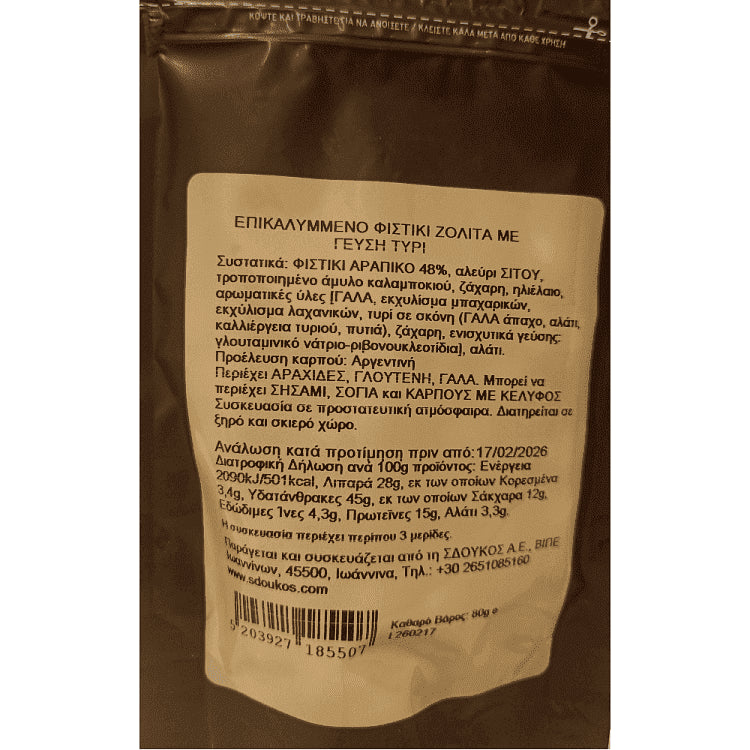 ΚΟΨΤΕ ΚΑΙ ΤΡΑΒΗΞΤΕ ΓΙΑ ΝΑ ΑΝΟΙΞΕΤΕ / ΚΛΕΙΣΤΕ ΚΑΛΑ ΜΕΤΑ ΑΠΟ ΚΑΘΕ ΧΡΗΣΗ
ΕΠΙΚΑΛΥΜΜΕΝΟ ΦΙΣΤΙΚΙ ΖΟΛΙΤΑ ΜΕ
ΓΕΥΣΗ ΤΥΡΙ
Συστατικά: ΦΙΣΤΙΚΙ ΑΡΑΠΙΚΟ 48%, αλεύρι ΣΙΤΟΥ,
τροποποιημένο άμυλο καλαμποκιού, ζάχαρη, ηλιέλαιο,
αρωματικές ύλες [ΓΑΛΑ, εκχυλίσμα μπαχαρικών,
εκχύλισμα λαχανικών, τυρί σε σκόνη (ΓΑΛΑ άπαχο, αλάτι,
καλλιέργεια τυριού, πυτιά), ζάχαρη, ενισχυτικά γεύσης:
γλουταμινικό νάτριο-ριβονουκλεοτίδια], αλάτι.
Προέλευση καρπού: Αργεντινή
Περιέχει ΑΡΑΧΙΔΕΣ, ΓΛΟΥΤΕΝΗ, ΓΑΛΑ. Μπορεί να
περιέχει ΣΗΣΑΜΙ, ΣΟΓΙΑ και ΚΑΡΠΟΥΣ ΜΕ ΚΕΛΥΦΟΣ
Συσκευασία σε προστατευτική ατμόσφαιρα. Διατηρείται σε
ξηρό και σκιερό χώρο.
Ανάλωση κατά προτίμηση πριν από:17/02/2026
Διατροφική Δήλωση ανά 100g προϊόντος: Ενέργεια
2090kJ/501kcal, Λιπαρά 28g, εκ των οποίων Κορεσμένα
3,4g, Υδατάνθρακες 45g, εκ των οποίων Σάκχαρα 12g,
Εδώδιμες Ίνες 4,3g, Πρωτεΐνες 15g, Αλάτι 3,3g.
Η συσκευασία περιέχει περίπου 3 μερίδες.
Παράγεται και συσκευάζεται από τη ΣΔΟΥΚΟΣ Α.Ε., ΒΙΠΕ
Ιωαννίνων, 45500, Ιωάννινα, Τηλ.: +30 2651085160
www.sdoukos.com
Καθαρό Βάρος: 80g e
L260217
5 203927 185507